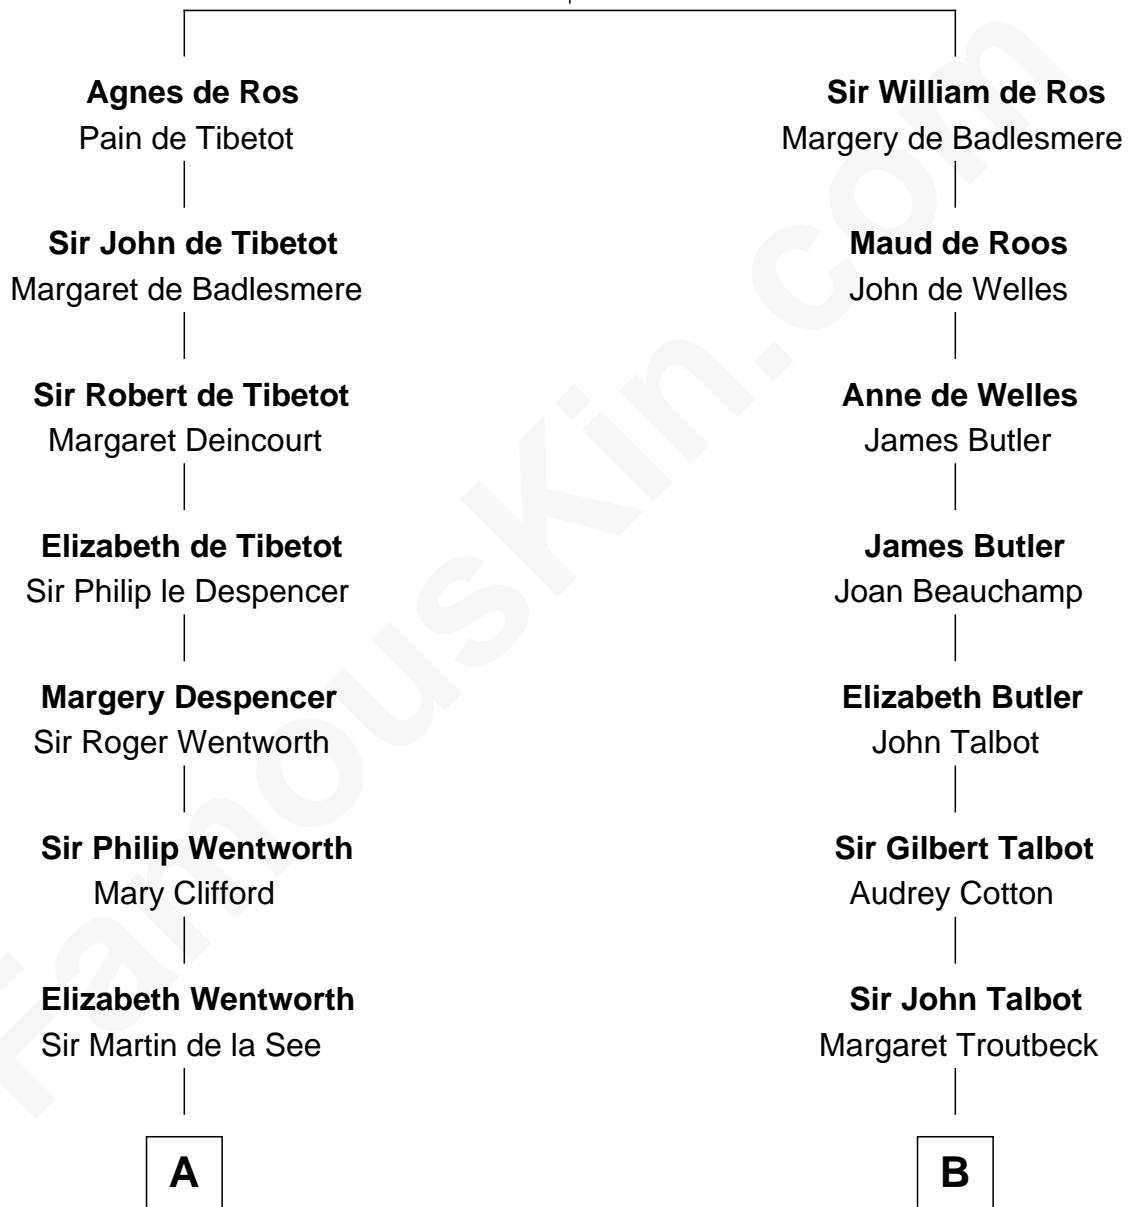 Agnes de Ros
Pain de Tibetot
Sir John de Tibetot
Margaret de Badlesmere
Sir Robert de Tibetot
Margaret Deincourt
Elizabeth de Tibetot
Sir Philip le Despencer
Margery Despencer
Sir Roger Wentworth
Sir Philip Wentworth
Mary Clifford
Elizabeth Wentworth
Sir Martin de la See
A
Sir William de Ros
Margery de Badlesmere
Maud de Roos
John de Welles
Anne de Welles
James Butler
James Butler
Joan Beauchamp
Elizabeth Butler
John Talbot
Sir Gilbert Talbot
Audrey Cotton
Sir John Talbot
Margaret Troutbeck
B
FamousKin.com